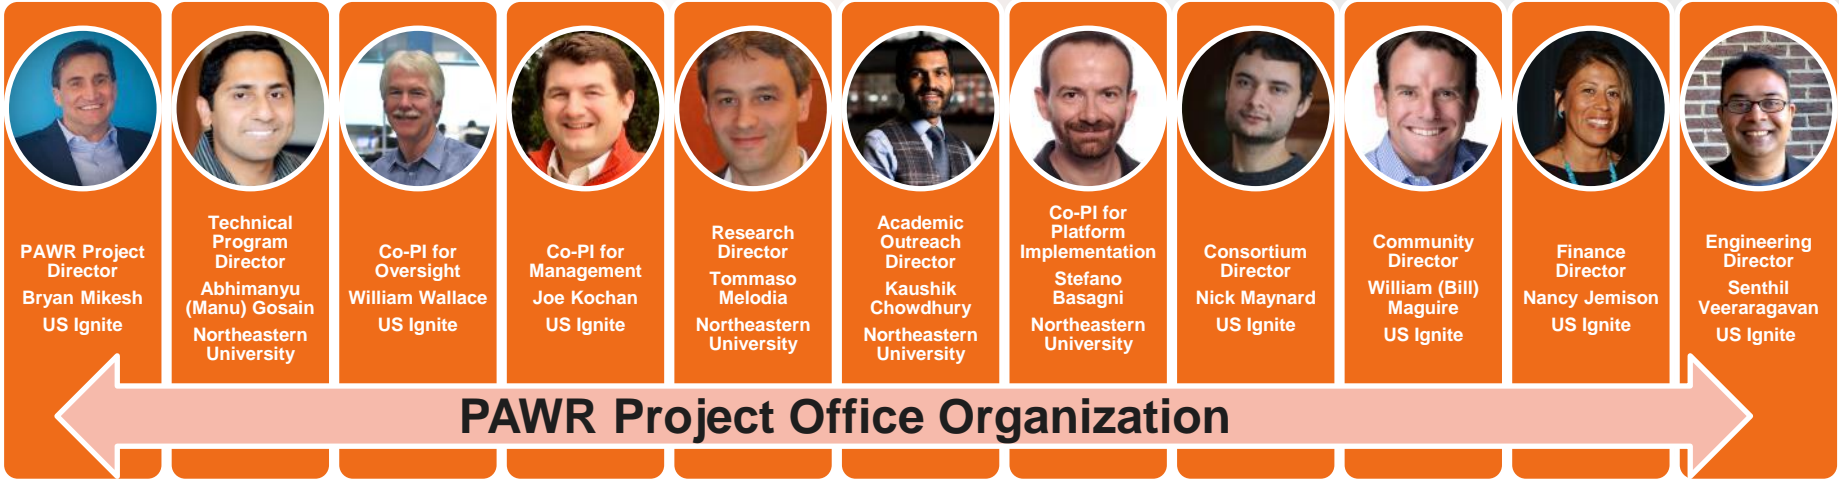 PAWR Project
Director
Bryan Mikesh
US Ignite
Technical
Program
Director
Abhimanyu
(Manu) Gosain
Northeastern
University
Co-PI for
Oversight
William Wallace
US Ignite
Co-PI for
Management
Joe Kochan
US Ignite
Research
Director
Tommaso
Melodia
Northeastern
University
Academic
Outreach
Director
Kaushik
Chowdhury
Northeastern
University
Co-PI for
Platform
Implementation
Stefano
Basagni
Northeastern
University
Consortium
Director
Nick Maynard
US Ignite
Community
Director
William (Bill)
Maguire
US Ignite
Finance
Director
Nancy Jemison
US Ignite
Engineering
Director
Senthil
Veeraragavan
US Ignite
PAWR Project Office Organization